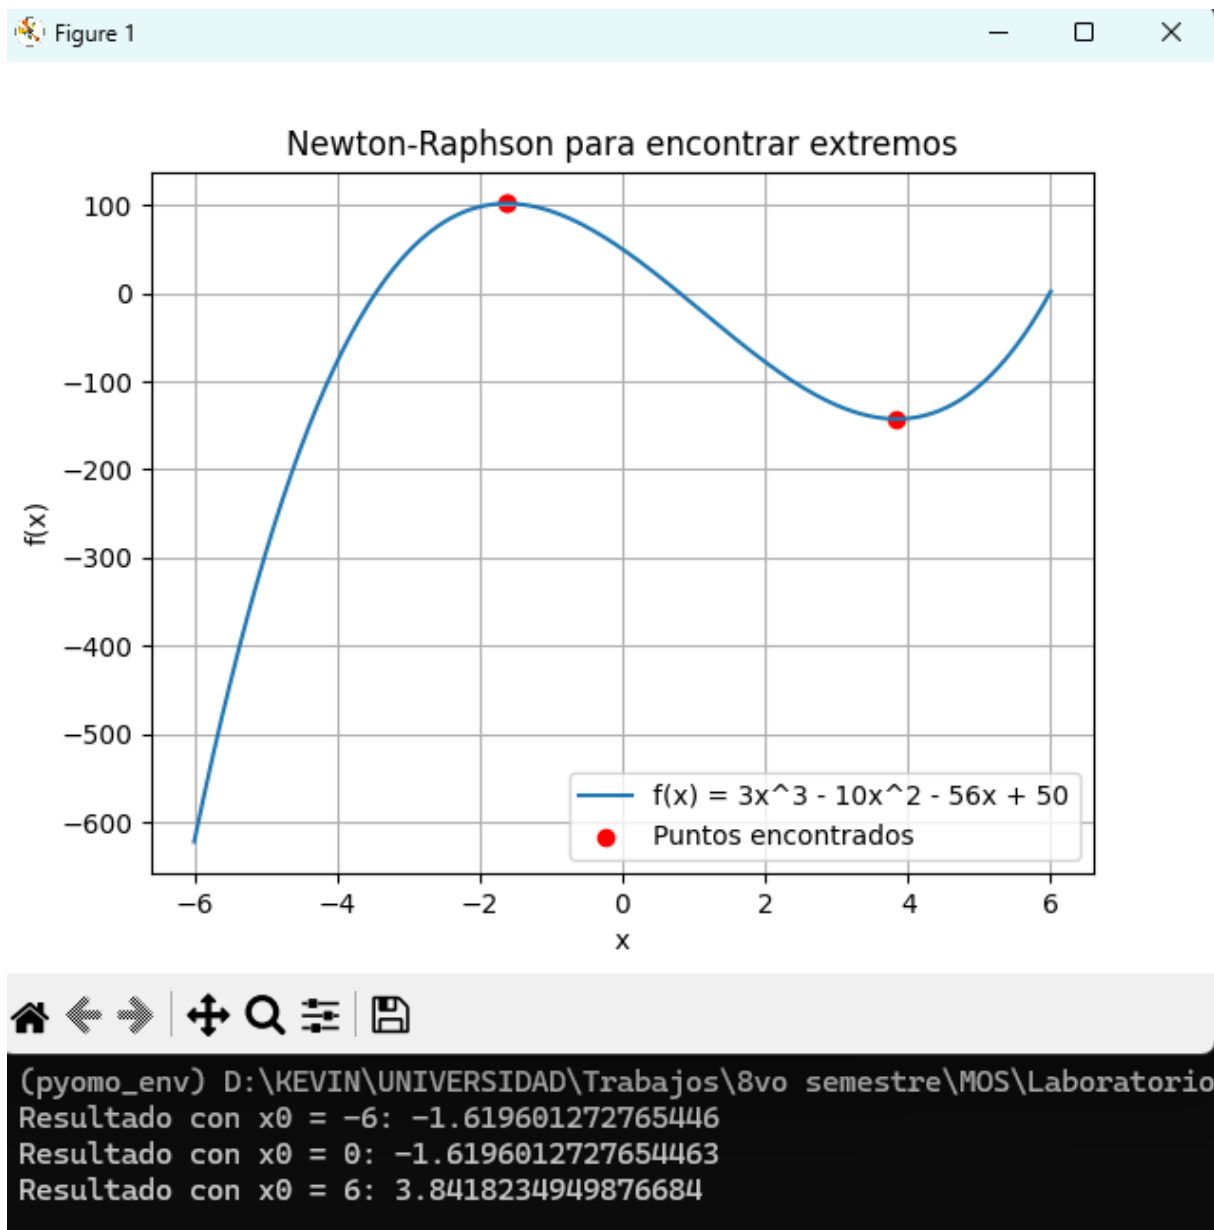 Figure 1
Newton-Raphson para encontrar extremos
100
0
−100
−200
−300
−400
−500
−600
f(x)
f(x) = 3x^3 - 10x^2 - 56x + 50
Puntos encontrados
−6
−4
−2
0
2
4
6
x
(pyomo_env) D:\KEVIN\UNIVERSIDAD\Trabajos\8vo semestre\MOS\Laboratorio
Resultado con x0 = -6: -1.619601272765446
Resultado con x0 = 0: -1.6196012727654463
Resultado con x0 = 6: 3.8418234949876684